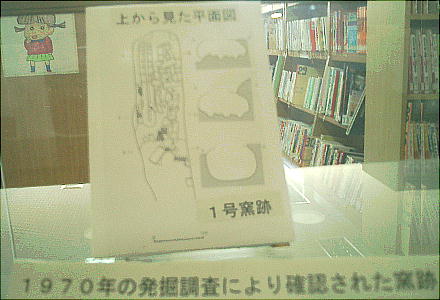 上から見た平面図
1号窯跡
1970年の発掘調査により確認された窯跡